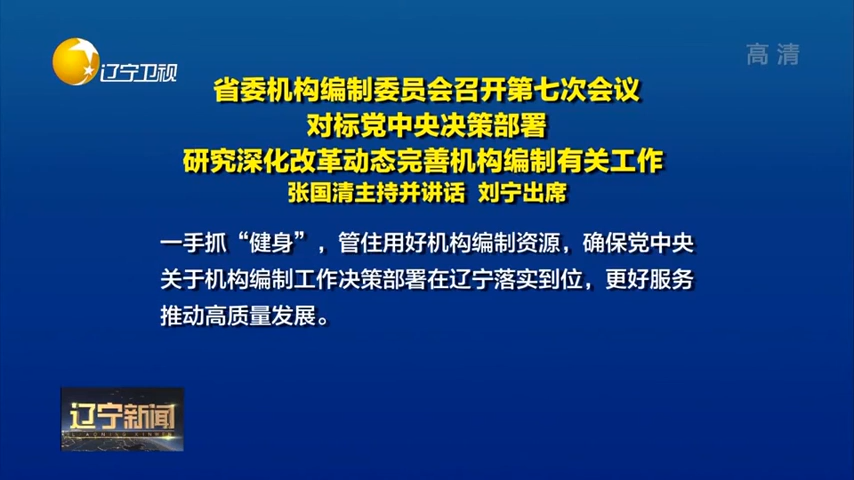 辽宁卫视
高清
省委机构编制委员会召开第七次会议
对标党中央决策部署
研究深化改革动态完善机构编制有关工作
张国清主持并讲话 刘宁出席
一手抓“健身”，管住用好机构编制资源，确保党中央
关于机构编制工作决策部署在辽宁落实到位，更好服务
推动高质量发展。
辽宁新闻
LIAONING XINWEN